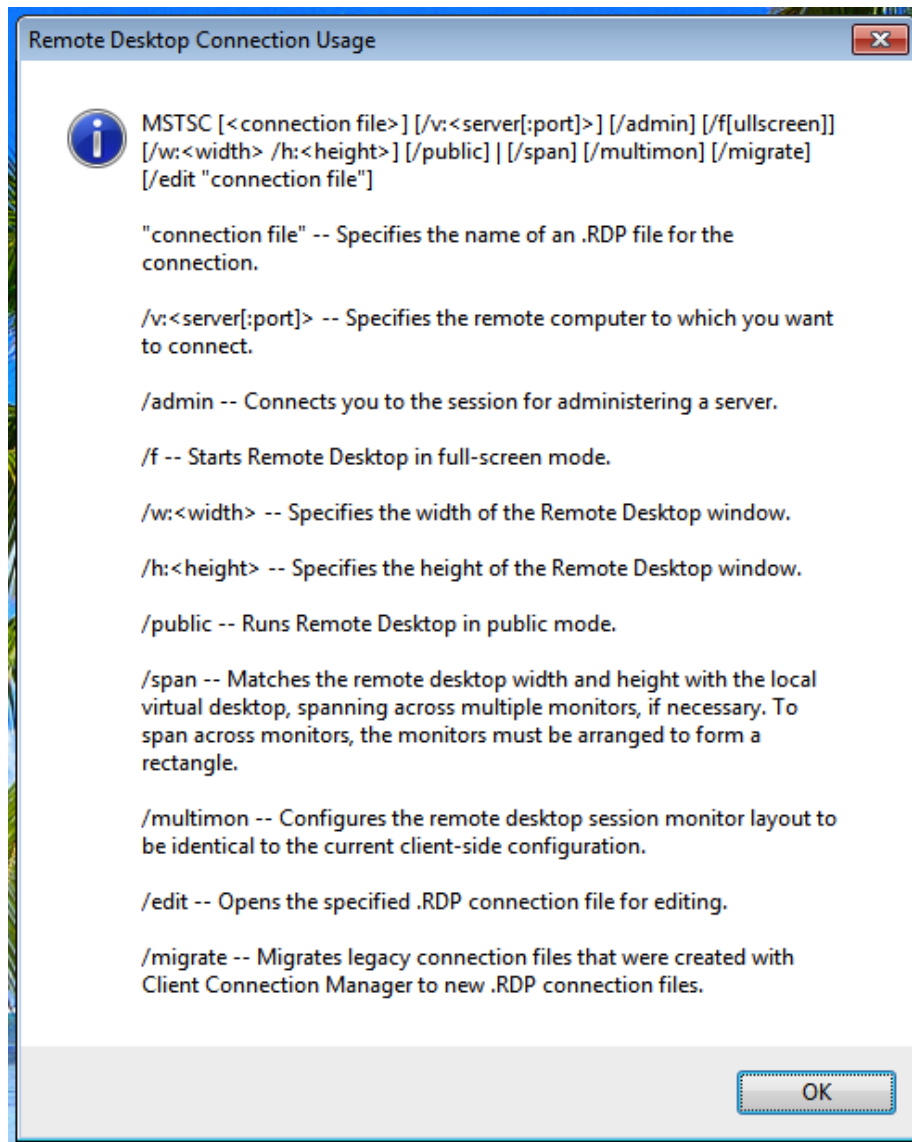 Remote Desktop Connection Usage
MSTSC [<connection file>] [/v:<server[:port]>] [/admin] [/f[ullscreen]]
[/w:<width> /h:<height>] [/public] | [/span] [/multimon] [/migrate]
[/edit "connection file"]
"connection file" -- Specifies the name of an .RDP file for the
connection.
/v:<server[:port]> -- Specifies the remote computer to which you want
to connect.
/admin -- Connects you to the session for administering a server.
/f -- Starts Remote Desktop in full-screen mode.
/w:<width> -- Specifies the width of the Remote Desktop window.
/h:<height> -- Specifies the height of the Remote Desktop window.
/public -- Runs Remote Desktop in public mode.
/span -- Matches the remote desktop width and height with the local
virtual desktop, spanning across multiple monitors, if necessary. To
span across monitors, the monitors must be arranged to form a
rectangle.
/multimon -- Configures the remote desktop session monitor layout to
be identical to the current client-side configuration.
/edit -- Opens the specified .RDP connection file for editing.
/migrate -- Migrates legacy connection files that were created with
Client Connection Manager to new .RDP connection files.
OK